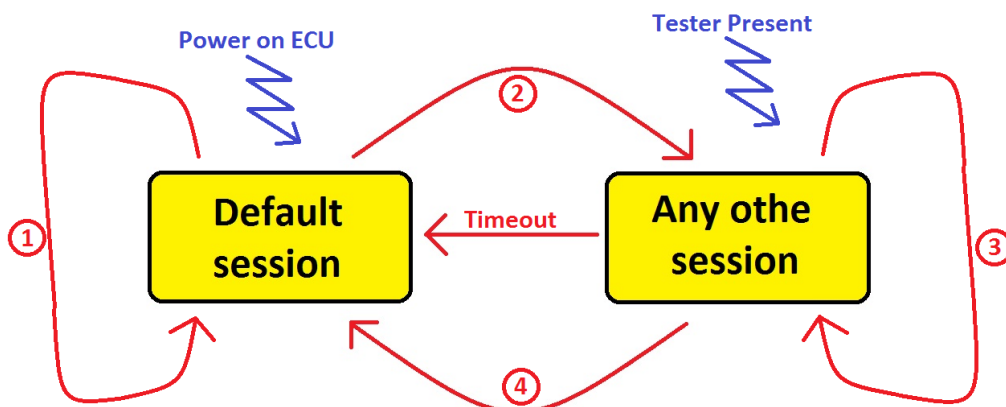 Power on ECU
Tester Present
2
Default
session
Any othe
session
Timeout
1
3
4